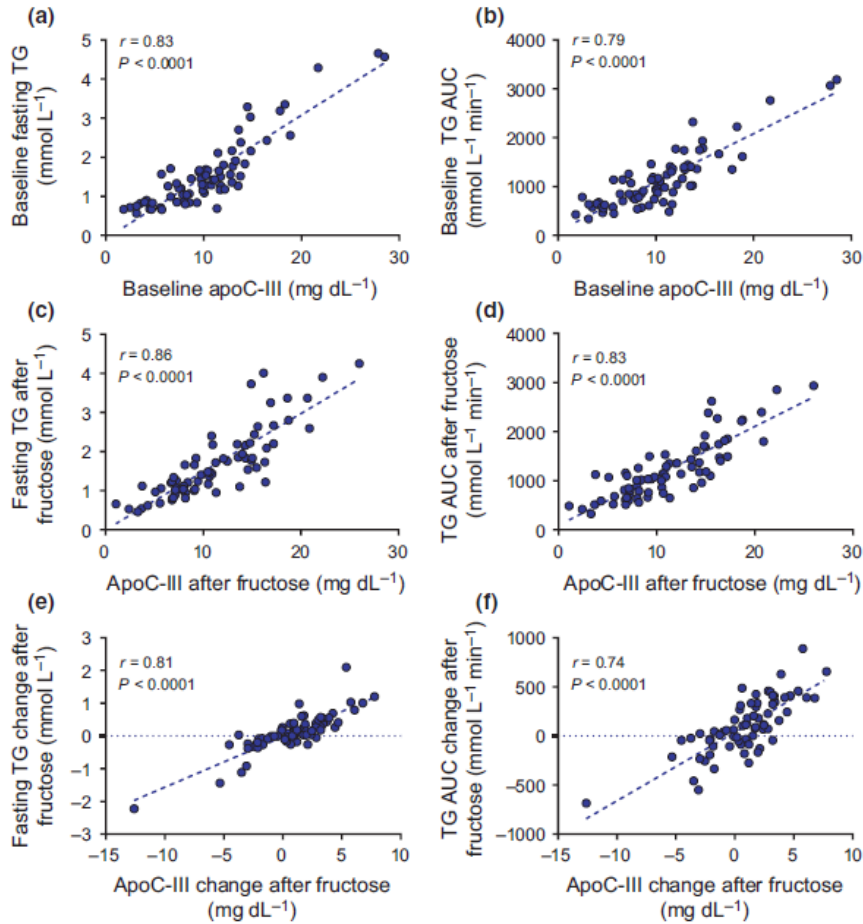 (a)
r = 0.83
P < 0.0001
Baseline fasting TG
(mmol L⁻¹)
5
4
3
2
1
0
0 10 20 30
Baseline apoC-III (mg dL⁻¹)
(b)
r = 0.79
P < 0.0001
Baseline TG AUC
(mmol L⁻¹ min⁻¹)
4000
3000
2000
1000
0
0 10 20 30
Baseline apoC-III (mg dL⁻¹)
(c)
r = 0.86
P < 0.0001
Fasting TG after
fructose (mmol L⁻¹)
5
4
3
2
1
0
0 10 20 30
ApoC-III after fructose (mg dL⁻¹)
(d)
r = 0.83
P < 0.0001
TG AUC after fructose
(mmol L⁻¹ min⁻¹)
4000
3000
2000
1000
0
0 10 20 30
ApoC-III after fructose (mg dL⁻¹)
(e)
r = 0.81
P < 0.0001
Fasting TG change after
fructose (mmol L⁻¹)
3
2
1
0
−1
−2
−3
−15 −10 −5 0 5 10
ApoC-III change after fructose
(mg dL⁻¹)
(f)
r = 0.74
P < 0.0001
TG AUC change after
fructose (mmol L⁻¹ min⁻¹)
1000
500
0
−500
−1000
−15 −10 −5 0 5 10
ApoC-III change after fructose
(mg dL⁻¹)